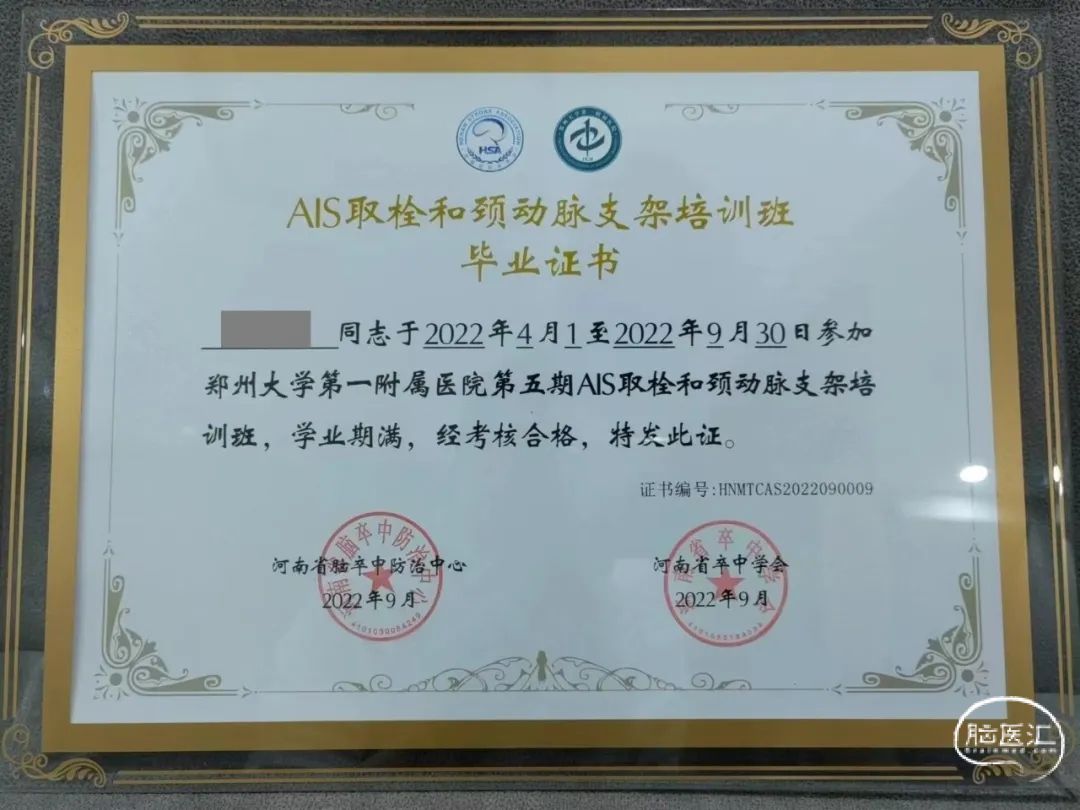 HENAN STROKE ASSOCIATION
HSA
AIS取栓和颈动脉支架培训班
毕业证书
同志于2022年4月1至2022年9月30日参加
郑州大学第一附属医院第五期AIS取栓和颈动脉支架培
训班，学业期满，经考核合格，特发此证。
证书编号:HNMTCAS2022090009
河南省脑卒中防治中心
2022年9月
河南省卒中学会
2022年9月
脑医汇
brainmed.com